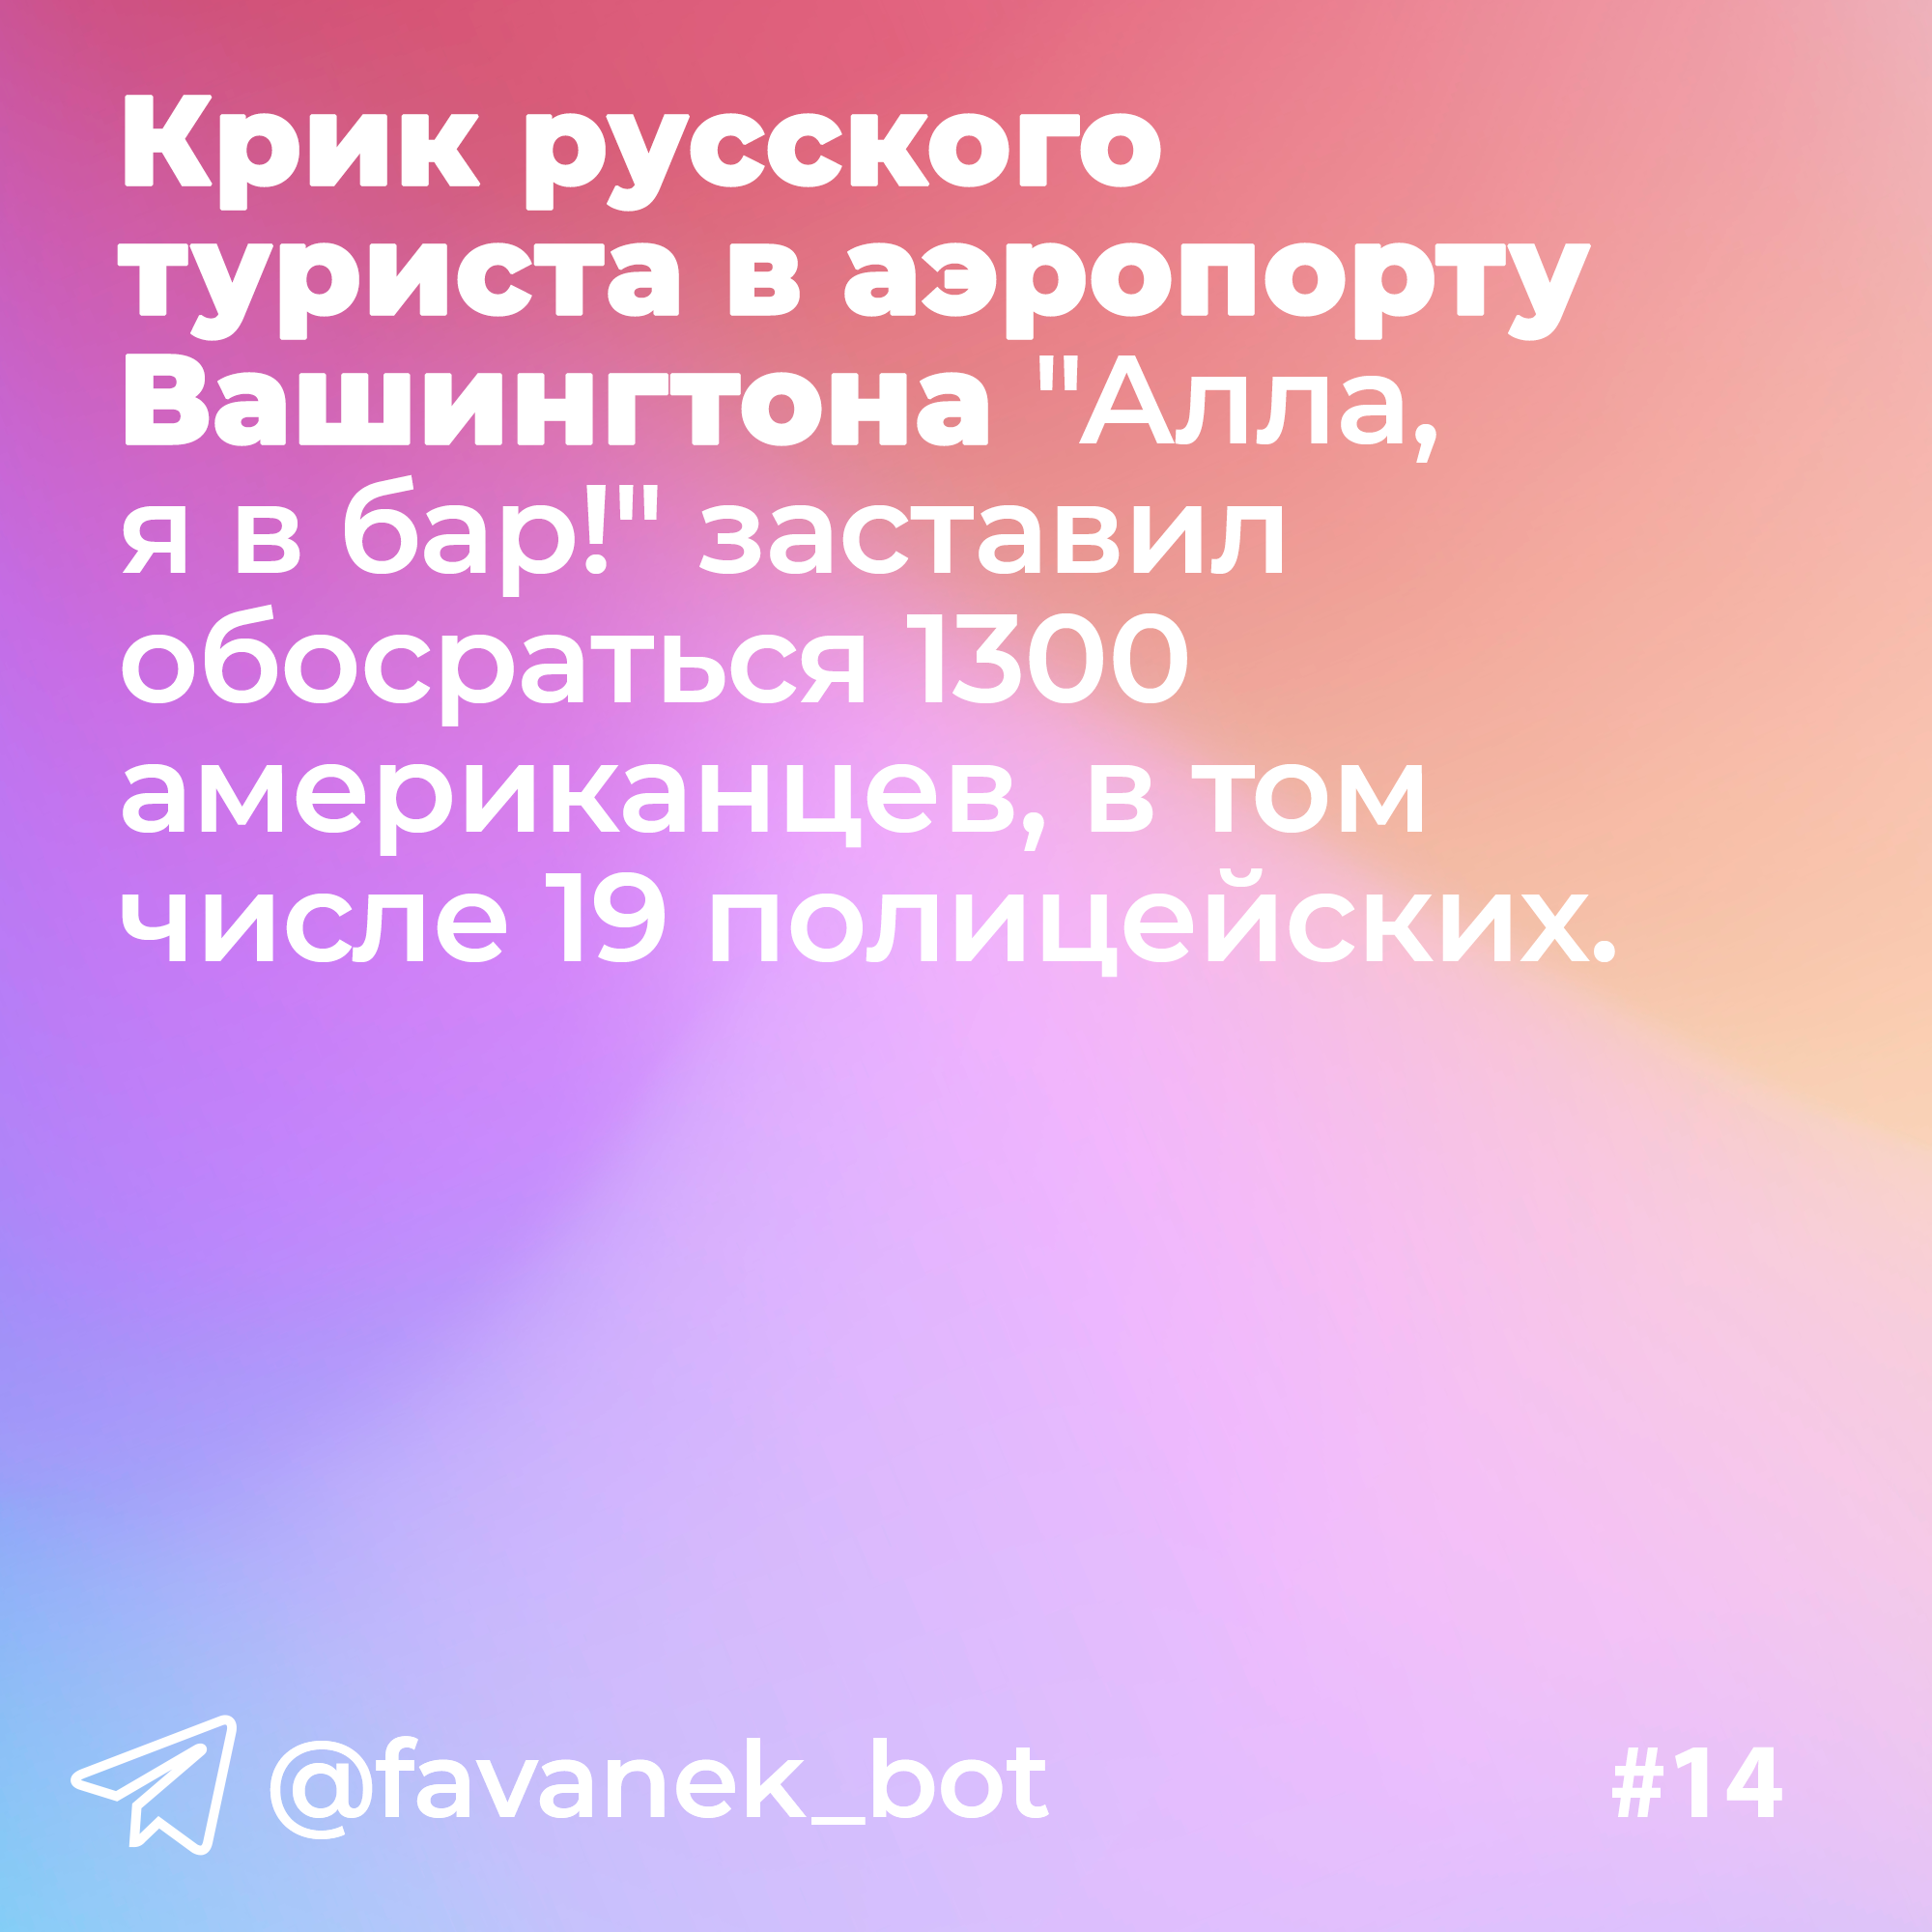 Крик русского
туриста в аэропорту
Вашингтона "Алла,
я в бар!" заставил
обосраться 1300
американцев, в том
числе 19 полицейских.
@favanek_bot
#14